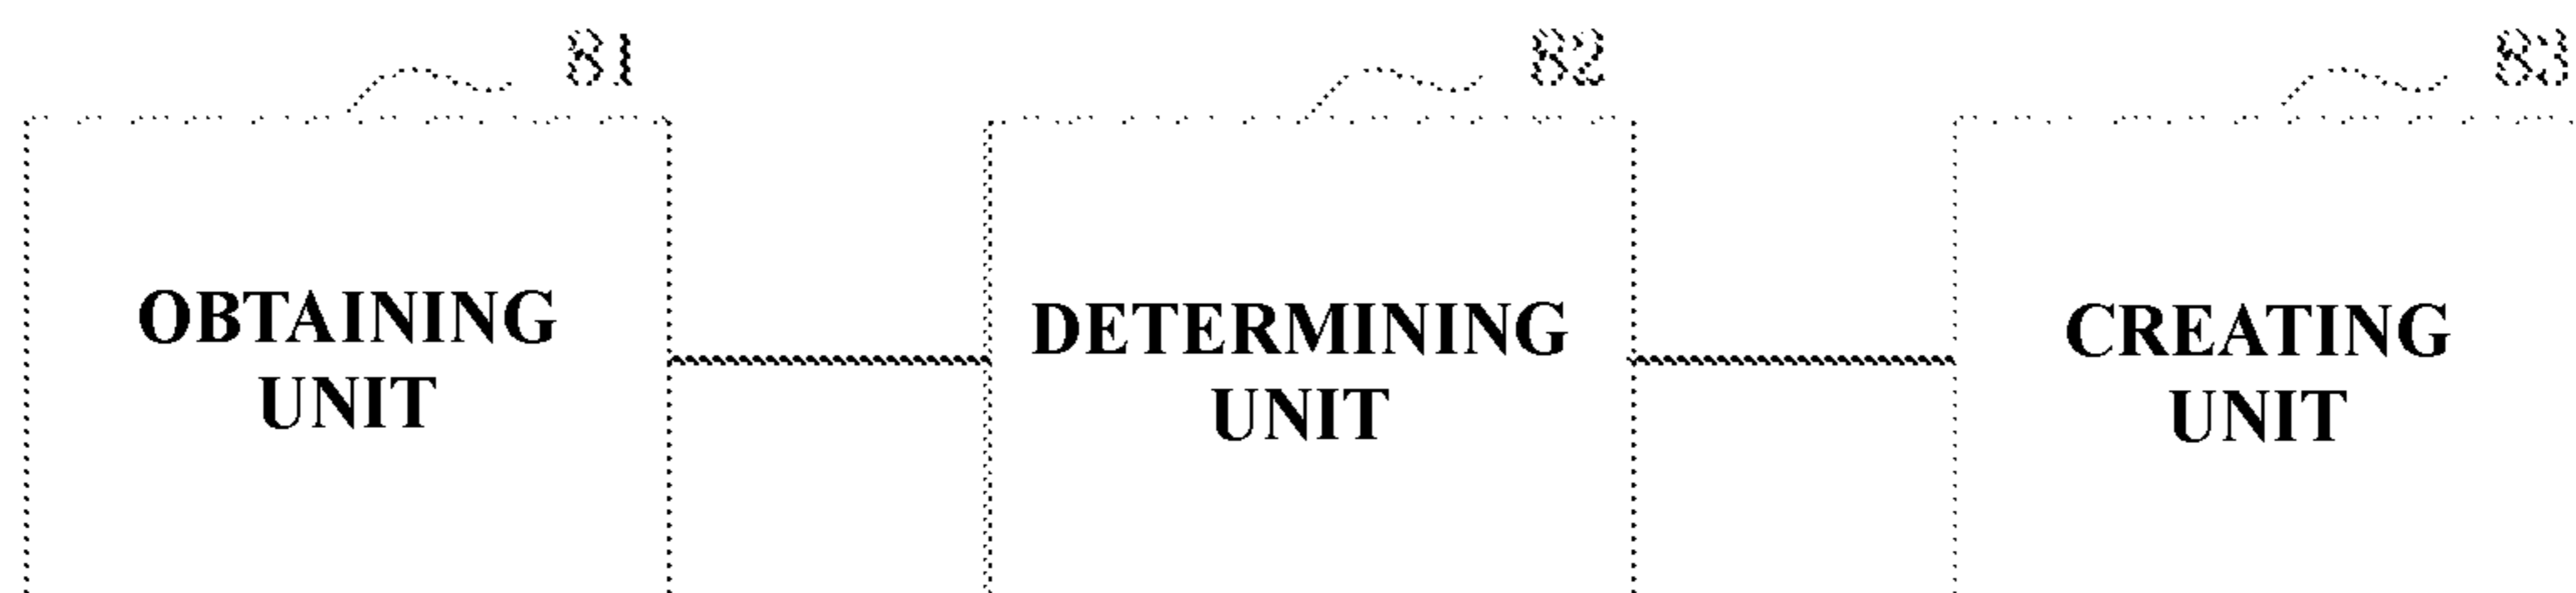 81
82
83
OBTAINING
UNIT
DETERMINING
UNIT
CREATING
UNIT